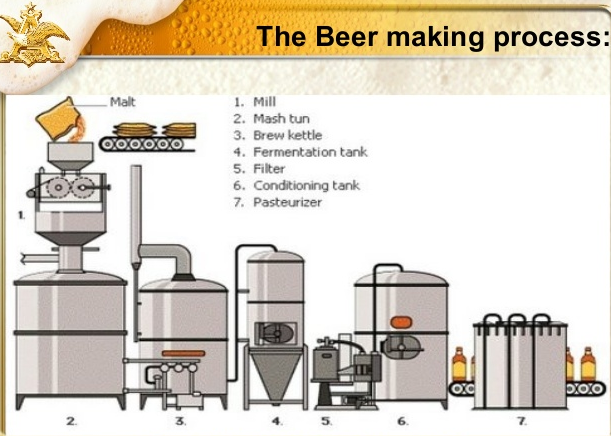 The Beer making process:
Malt
1. Mill
2. Mash tun
3. Brew kettle
4. Fermentation tank
5. Filter
6. Conditioning tank
7. Pasteurizer
1.
2.
3.
4.
5.
6.
7.